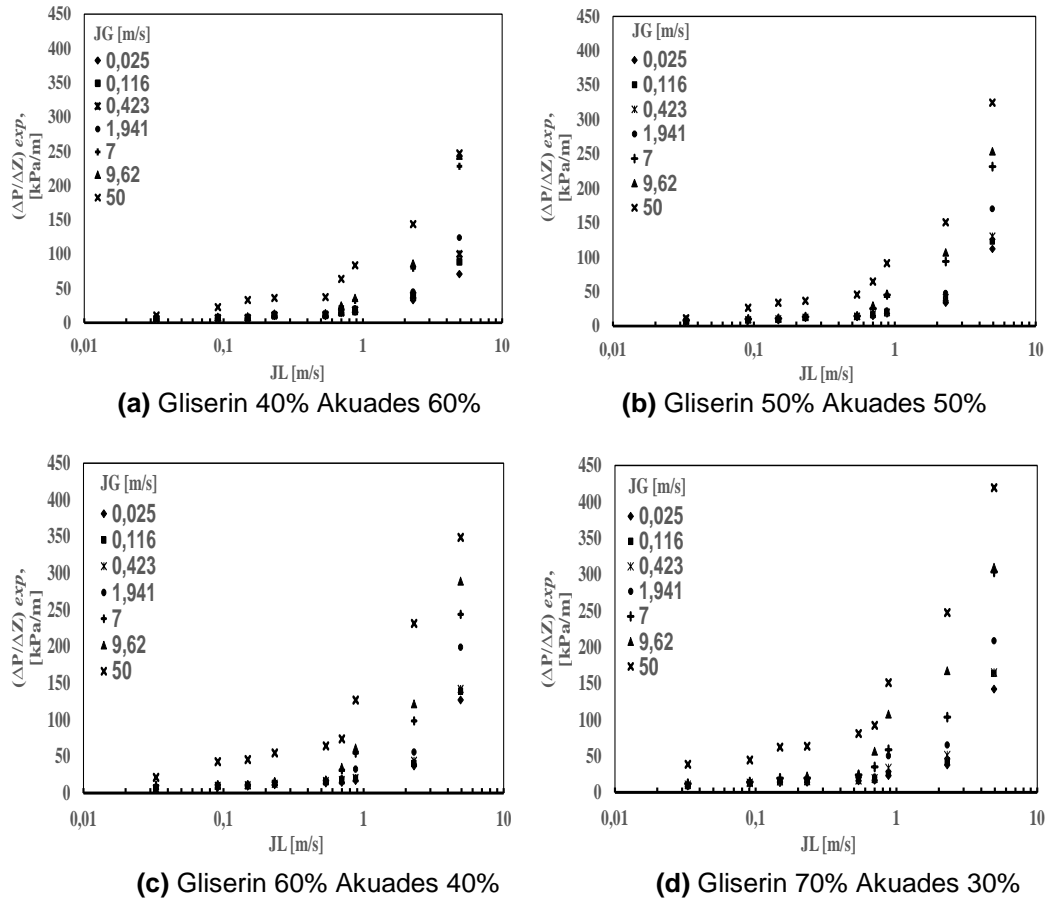 450
400
350
300
250
200
150
100
50
0
(ΔP/ΔZ) exp,
[kPa/m]
JG [m/s]
0,025
0,116
0,423
1,941
7
9,62
50
0,01 0,1 1 10
JL [m/s]
(a) Gliserin 40% Akuades 60%
450
400
350
300
250
200
150
100
50
0
(ΔP/ΔZ) exp,
[kPa/m]
JG [m/s]
0,025
0,116
0,423
1,941
7
9,62
50
0,01 0,1 1 10
JL [m/s]
(b) Gliserin 50% Akuades 50%
450
400
350
300
250
200
150
100
50
0
(ΔP/ΔZ) exp,
[kPa/m]
JG [m/s]
0,025
0,116
0,423
1,941
7
9,62
50
0,01 0,1 1 10
JL [m/s]
(c) Gliserin 60% Akuades 40%
450
400
350
300
250
200
150
100
50
0
(ΔP/ΔZ) exp,
[kPa/m]
JG [m/s]
0,025
0,116
0,423
1,941
7
9,62
50
0,01 0,1 1 10
JL [m/s]
(d) Gliserin 70% Akuades 30%